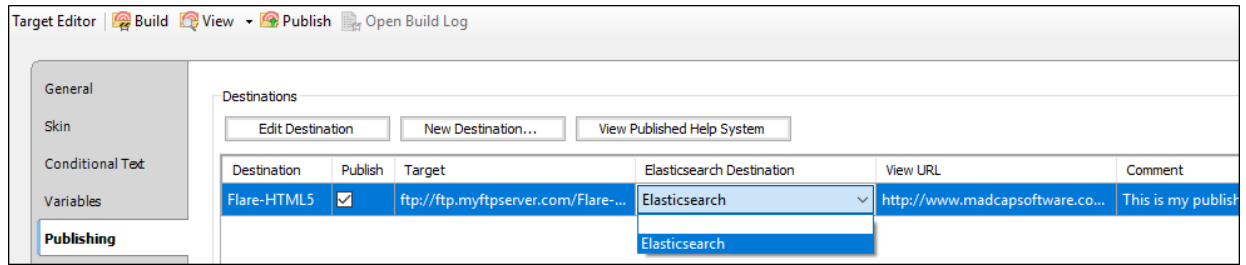 Target Editor Build View Publish Open Build Log
General
Destinations
Skin
Edit Destination New Destination... View Published Help System
Conditional Text
Destination Publish Target Elasticsearch Destination View URL Comment
Variables
Flare-HTML5 ftp://ftp.myftpserver.com/Flare-... Elasticsearch http://www.madcapsoftware.co... This is my publish
Publishing
Elasticsearch